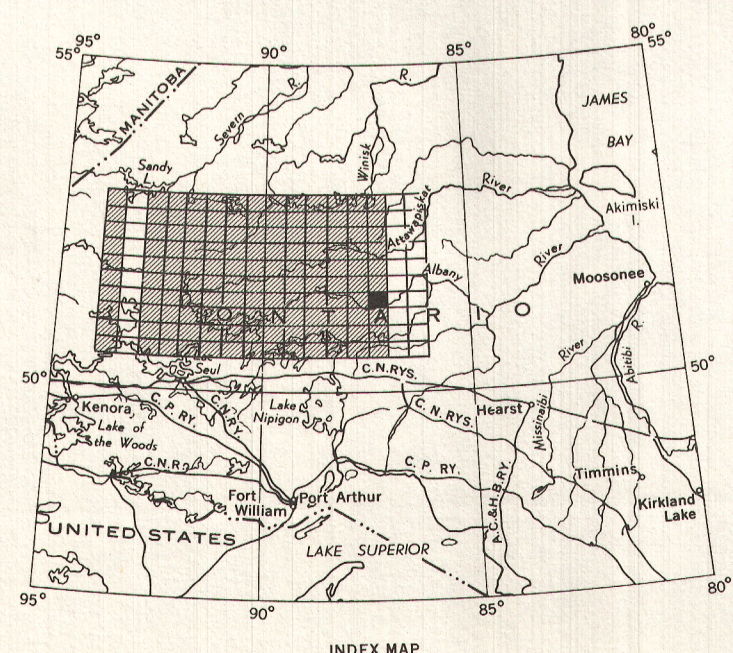 95°
90°
85°
80°
55°
55°
MANITOBA
Severn
R.
R.
JAMES
BAY
Sandy
L.
Winisk
River
Attawapiskat
Akimiski
I.
River
Albany
Moosonee
ONTARIO
Seul
C.N.RYS.
River
Abitibi
R.
50°
50°
Kenora
C.P.RY.
C.N.RY.
Lake
Nipigon
C.N.RYS.
Hearst
Missinaibi
Lake of
the Woods
C.N.R.
C. P. RY.
Timmins
Fort
William
Port Arthur
A.C.&H.B.RY.
Kirkland
Lake
UNITED STATES
LAKE SUPERIOR
95°
90°
85°
80°
INDEX MAP